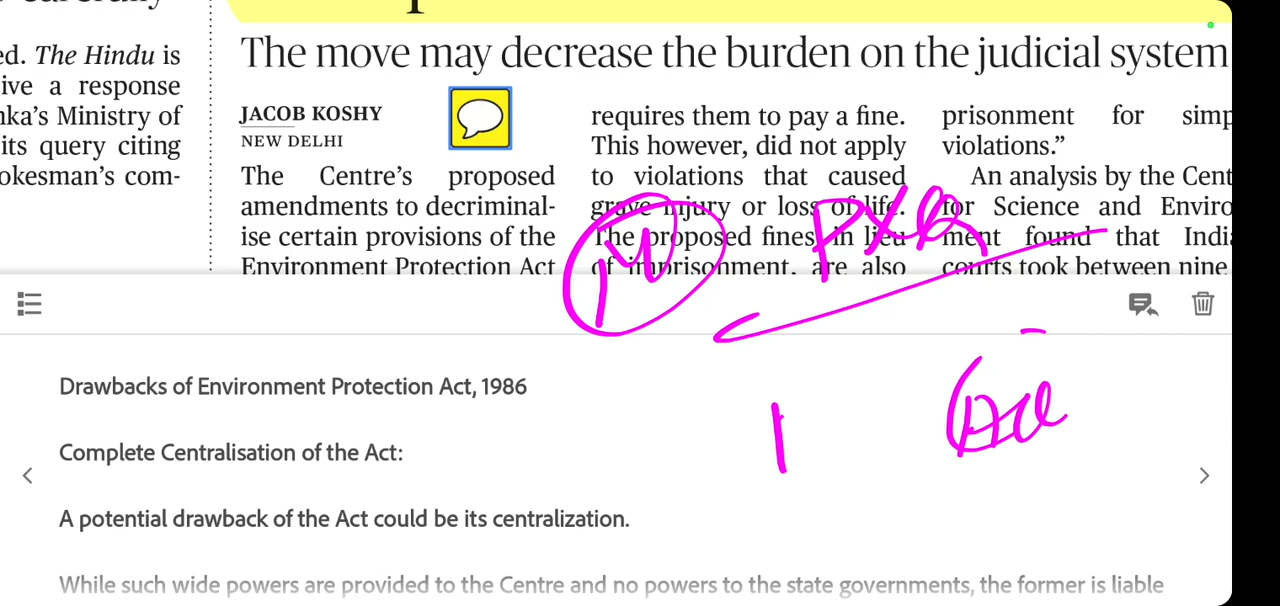 The move may decrease the burden on the judicial system
ed. The Hindu is
ive a response
nka's Ministry of
its query citing
okesman's com-
JACOB KOSHY
NEW DELHI
The Centre's proposed
amendments to decriminal-
ise certain provisions of the
Environment Protection Act
requires them to pay a fine.
This however, did not apply
to violations that caused
grave injury or loss of life.
The proposed fines, in lieu
of imprisonment, are also
prisonment for simp
violations.”
An analysis by the Cent
for Science and Enviro
ment found that India
courts took between nine
Drawbacks of Environment Protection Act, 1986
Complete Centralisation of the Act:
A potential drawback of the Act could be its centralization.
While such wide powers are provided to the Centre and no powers to the state governments, the former is liable